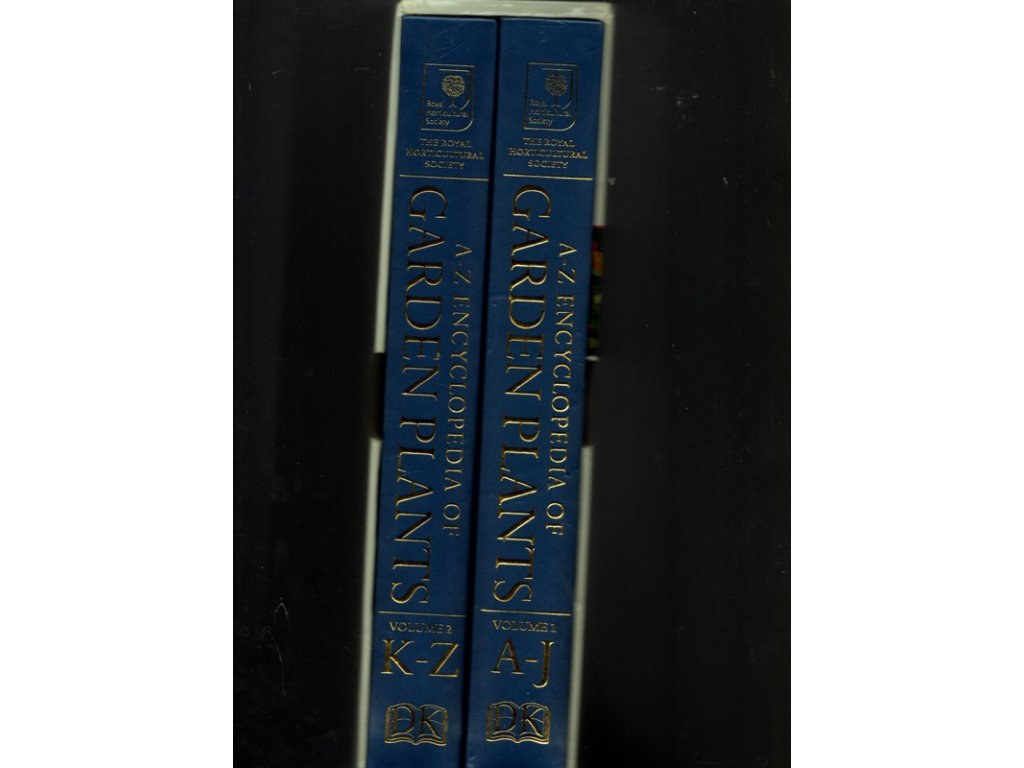 Royal
Horticultural
Society
THE ROYAL
HORTICULTURAL
SOCIETY
A-Z ENCYCLOPEDIA OF
GARDEN PLANTS
VOLUME 2
K-Z
DK
Royal
Horticultural
Society
THE ROYAL
HORTICULTURAL
SOCIETY
A-Z ENCYCLOPEDIA OF
GARDEN PLANTS
VOLUME 1
A-J
DK